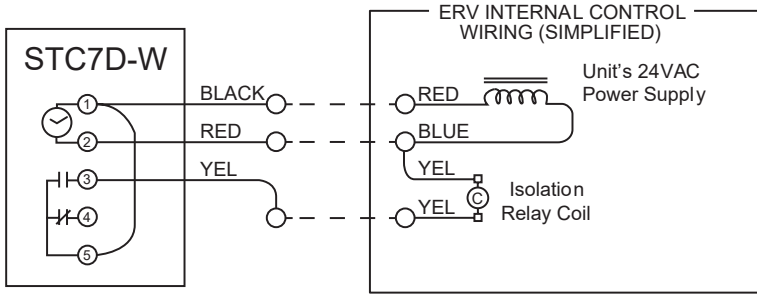 ERV INTERNAL CONTROL
WIRING (SIMPLIFIED)
STC7D-W
Unit's 24VAC
Power Supply
1
BLACK
RED
2
RED
BLUE
3
YEL
YEL
C
Isolation
Relay Coil
4
YEL
5